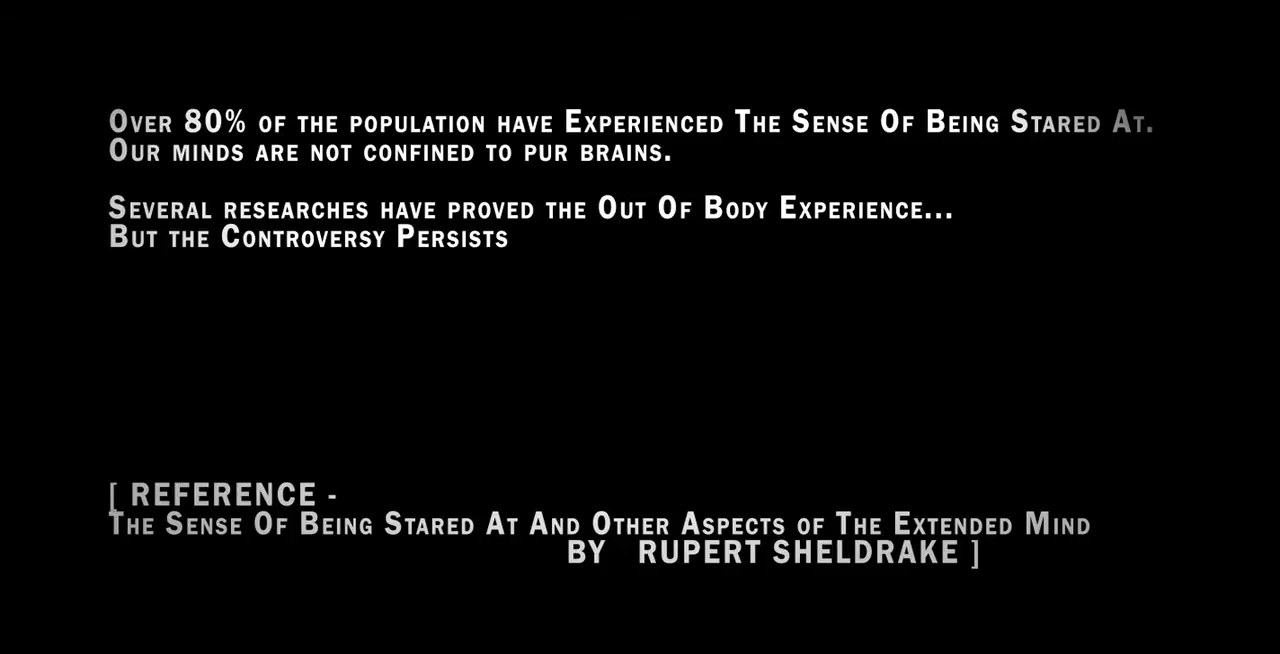 Over 80% of the population have Experienced The Sense Of Being Stared At.
Our minds are not confined to pur brains.
Several researches have proved the Out Of Body Experience...
But the Controversy Persists
[ REFERENCE -
The Sense Of Being Stared At And Other Aspects of The Extended Mind
BY RUPERT SHELDRAKE ]